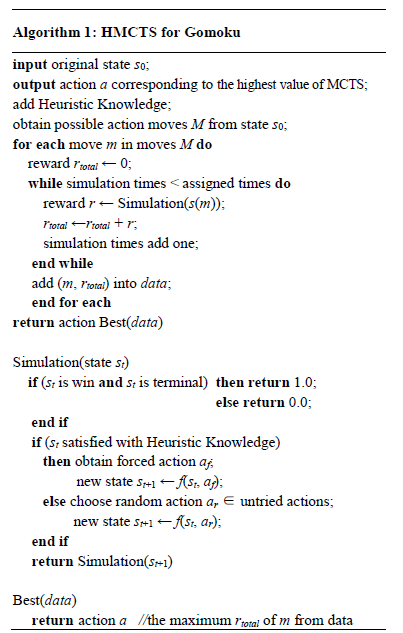 Algorithm 1: HMCTS for Gomoku
input original state s0;
output action a corresponding to the highest value of MCTS;
add Heuristic Knowledge;
obtain possible action moves M from state s0;
for each move m in moves M do
reward rtotal ← 0;
while simulation times < assigned times do
reward r ← Simulation(s(m));
rtotal ←rtotal + r;
simulation times add one;
end while
add (m, rtotal) into data;
end for each
return action Best(data)
Simulation(state st)
if (st is win and st is terminal) then return 1.0;
else return 0.0;
end if
if (st satisfied with Heuristic Knowledge)
then obtain forced action af;
new state st+1 ←f(st, af);
else choose random action ar ∈ untried actions;
new state st+1 ←f(st, ar);
end if
return Simulation(st+1)
Best(data)
return action a //the maximum rtotal of m from data